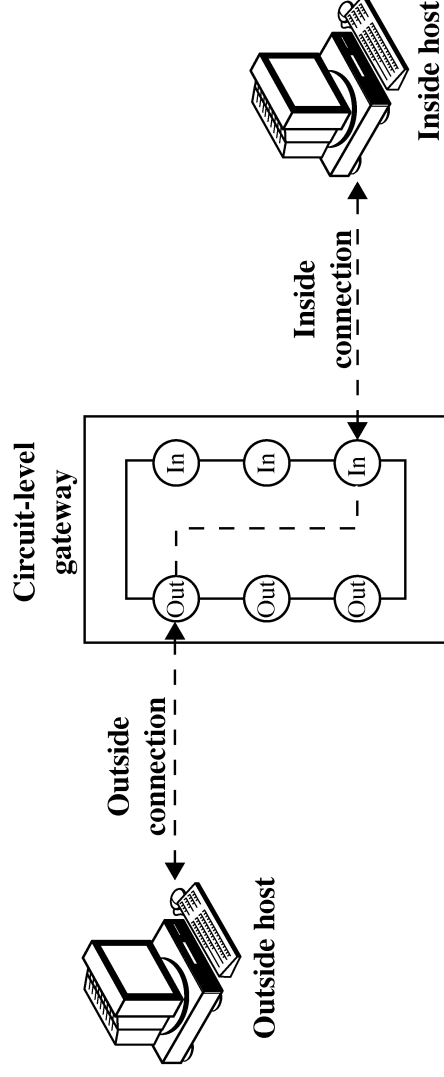 Circuit-level
gateway
Outside
connection
Out
Out
Out
In
In
In
Inside
connection
Outside host
Inside host